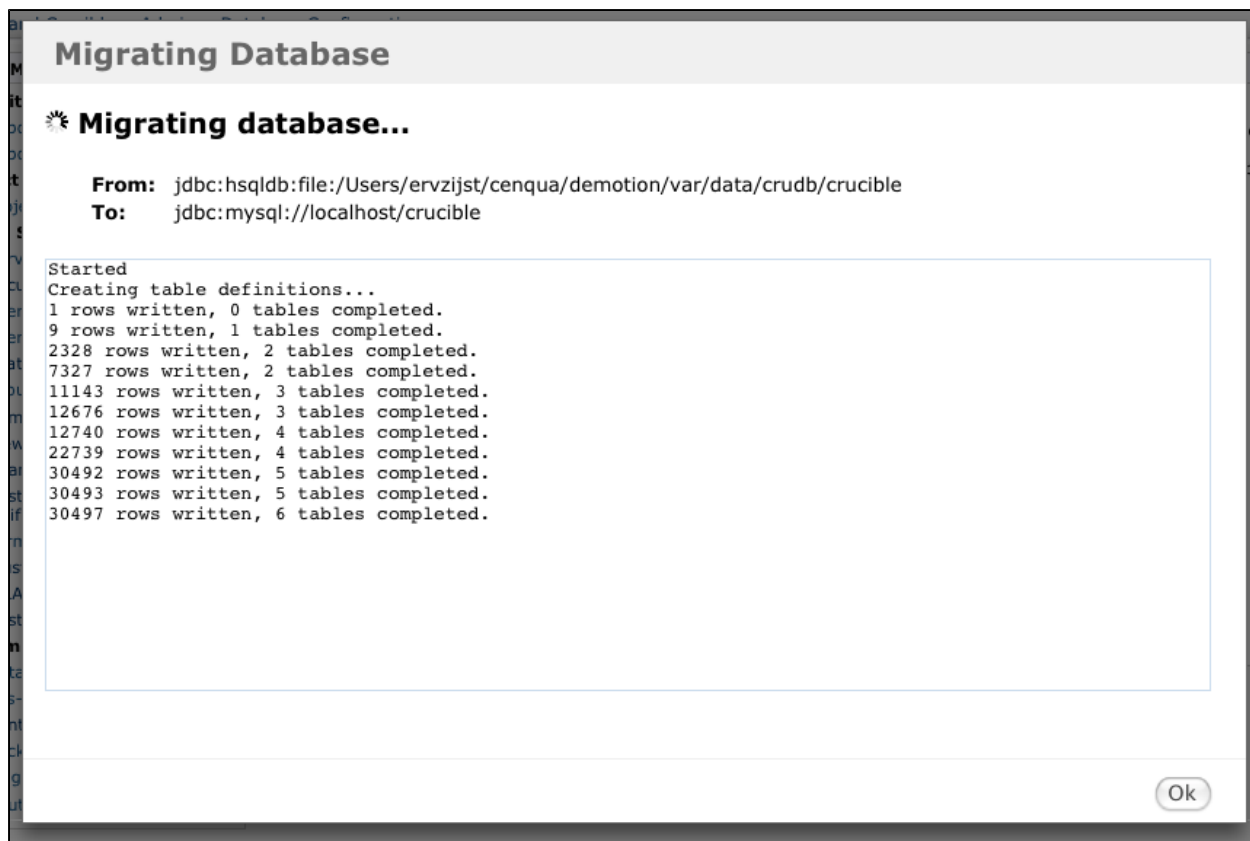 Migrating Database
Migrating database...
From: jdbc:hsqldb:file:/Users/ervzijst/cenqua/demotion/var/data/crudb/crucible
To: jdbc:mysql://localhost/crucible
Started
Creating table definitions...
1 rows written, 0 tables completed.
9 rows written, 1 tables completed.
2328 rows written, 2 tables completed.
7327 rows written, 2 tables completed.
11143 rows written, 3 tables completed.
12676 rows written, 3 tables completed.
12740 rows written, 4 tables completed.
22739 rows written, 4 tables completed.
30492 rows written, 5 tables completed.
30493 rows written, 5 tables completed.
30497 rows written, 6 tables completed.
Ok